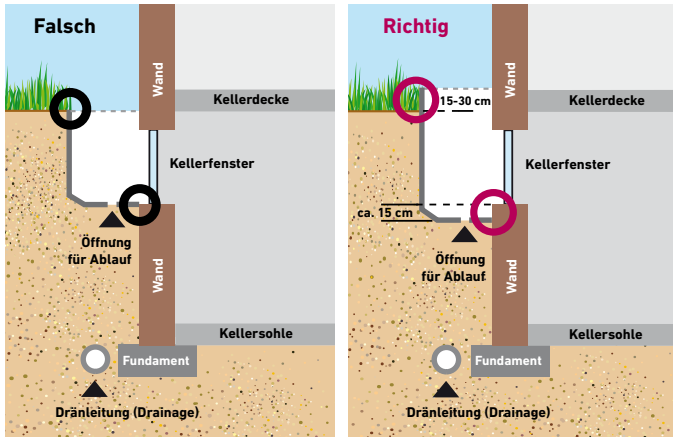 Falsch
Wand
Kellerdecke
Kellerfenster
Öffnung
für Ablauf
Wand
Kellersohle
Fundament
Dränleitung (Drainage)
Richtig
Wand
15-30 cm
Kellerdecke
Kellerfenster
ca. 15 cm
Öffnung
für Ablauf
Wand
Kellersohle
Fundament
Dränleitung (Drainage)